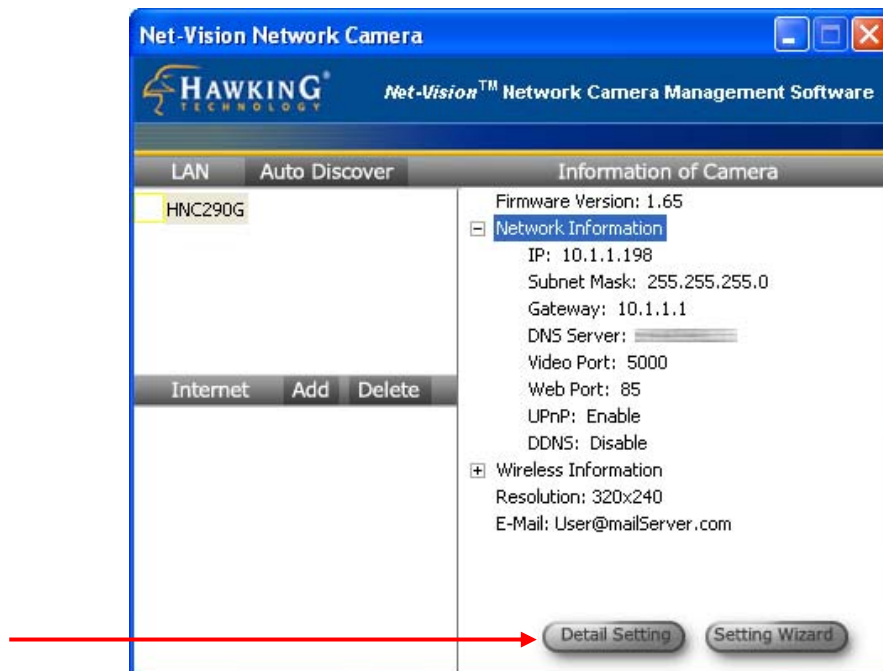 Net-Vision Network Camera
HAWKING
TECHNOLOGY
Net-Vision™ Network Camera Management Software
LAN Auto Discover
Information of Camera
HNC290G
Firmware Version: 1.65
Network Information
IP: 10.1.1.198
Subnet Mask: 255.255.255.0
Gateway: 10.1.1.1
DNS Server:
Video Port: 5000
Web Port: 85
UPnP: Enable
DDNS: Disable
Wireless Information
Resolution: 320x240
E-Mail: User@mailServer.com
Internet Add Delete
Detail Setting Setting Wizard